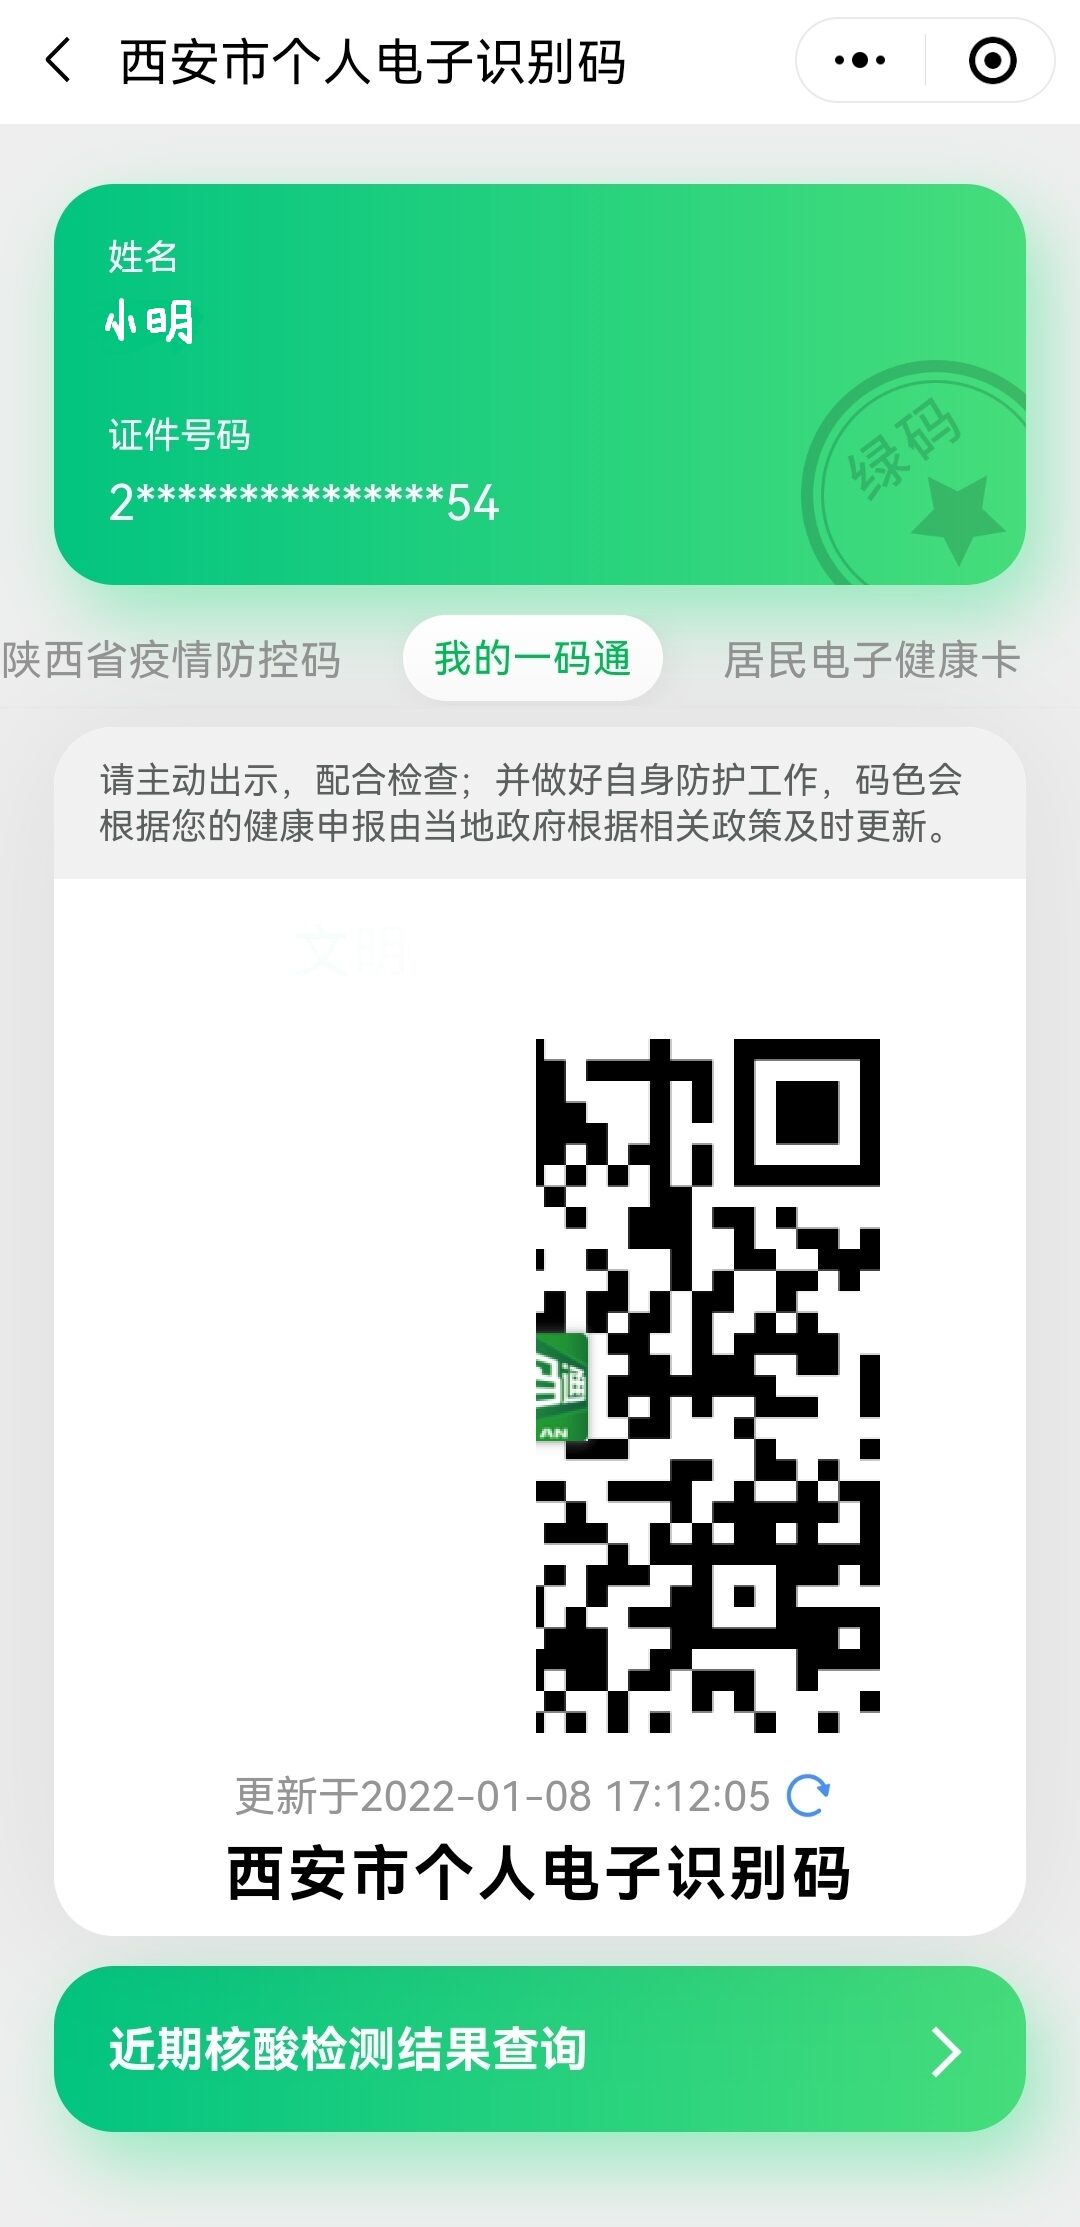 西安市个人电子识别码
姓名
小明
证件号码
2***************54
绿码
陕西省疫情防控码 我的一码通 居民电子健康卡
请主动出示，配合检查；并做好自身防护工作，码色会
根据您的健康申报由当地政府根据相关政策及时更新。
文明
码通
AN
更新于2022-01-08 17:12:05
西安市个人电子识别码
近期核酸检测结果查询